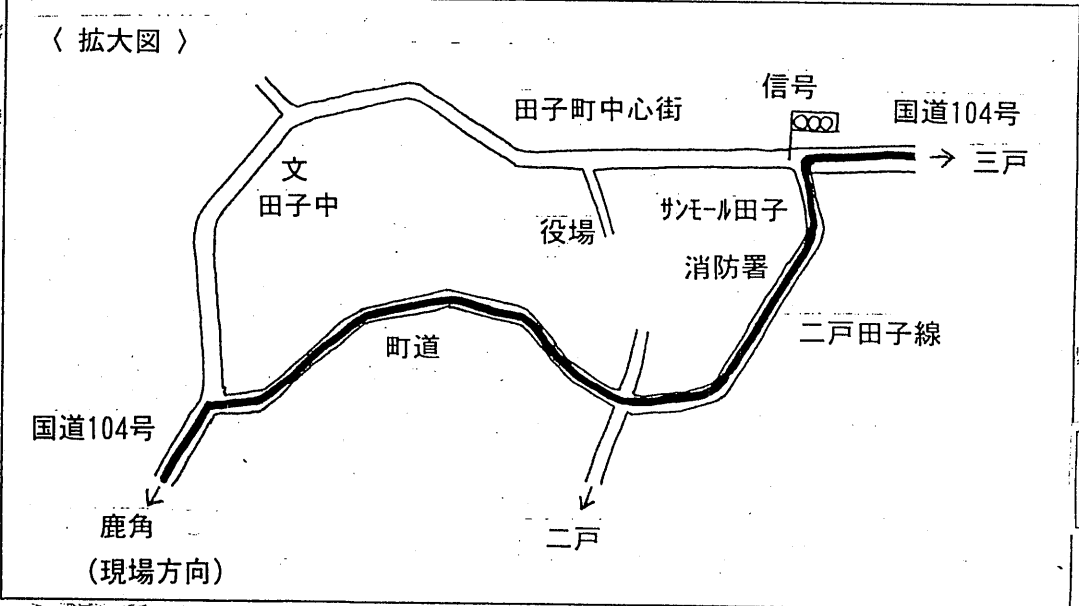 〈 拡大図 〉
信号
田子町中心街
国道104号
三戸
文
田子中
役場
サンモール田子
消防署
二戸田子線
町道
国道104号
鹿角
(現場方向)
二戸